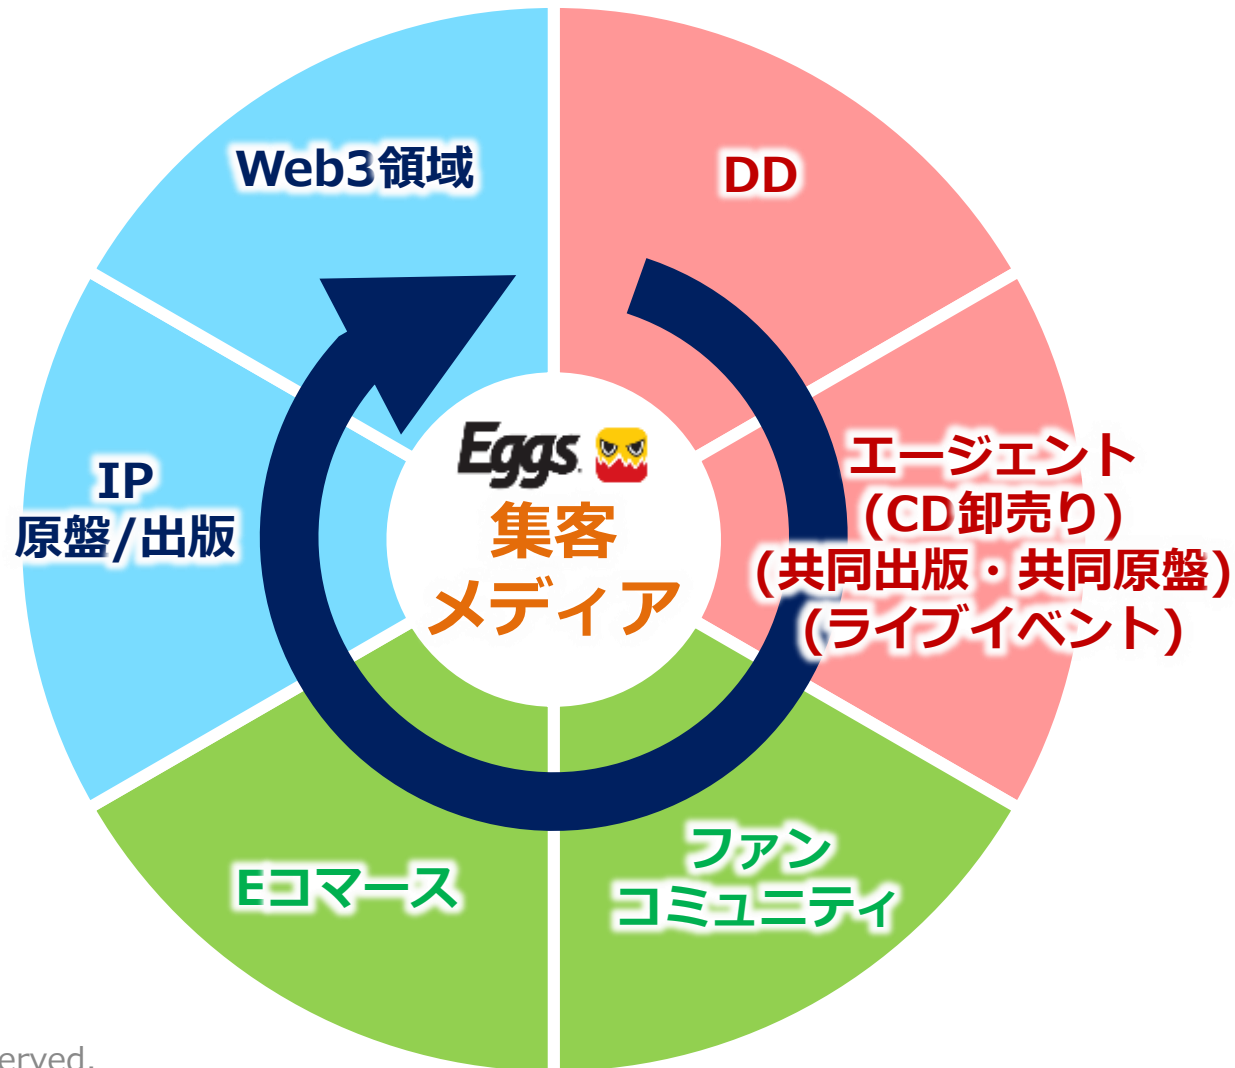 Web3領域
DD
エージェント
(CD卸売り)
(共同出版・共同原盤)
(ライブイベント)
IP
原盤/出版
Eggs
集客
メディア
Eコマース
ファン
コミュニティ
erved.